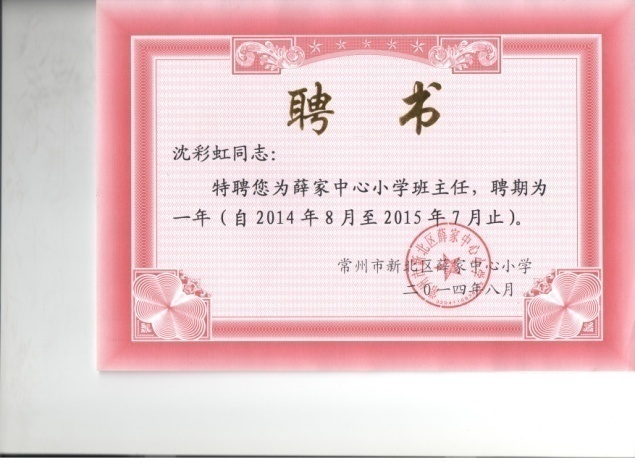 聘 书
沈彩虹同志：
特聘您为薛家中心小学班主任，聘期为
一年（自2014年8月至2015年7月止）。
常州市新北区薛家中心小学
二〇一四年八月